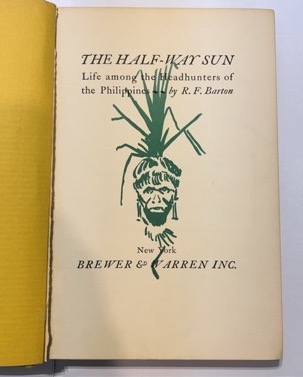 THE HALF-WAY SUN
Life among the Headhunters of
the Philippines ~ ~ by R. F. Barton
New York
BREWER & WARREN INC.